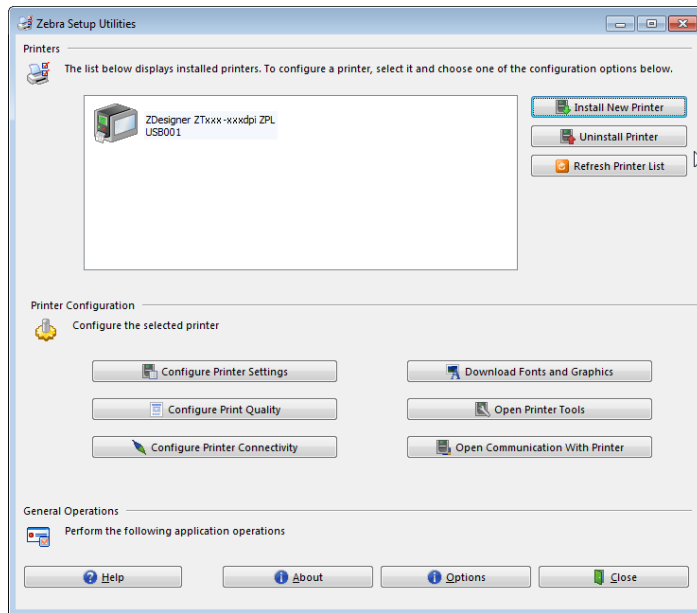 Zebra Setup Utilities
Printers
The list below displays installed printers. To configure a printer, select it and choose one of the configuration options below.
ZDesigner ZTxxx-xxxdpi ZPL
USB001
Install New Printer
Uninstall Printer
Refresh Printer List
Printer Configuration
Configure the selected printer
Configure Printer Settings
Download Fonts and Graphics
Configure Print Quality
Open Printer Tools
Configure Printer Connectivity
Open Communication With Printer
General Operations
Perform the following application operations
Help
About
Options
Close